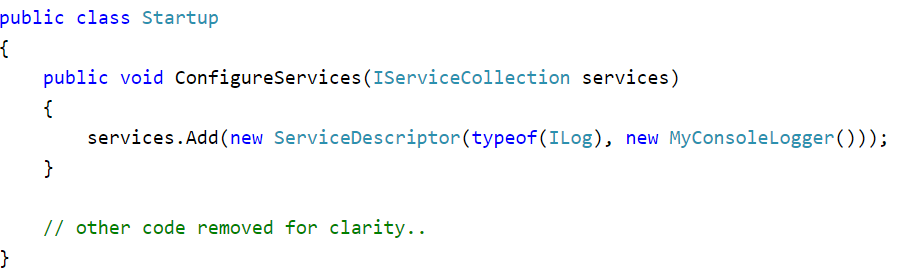 public class Startup
{
    public void ConfigureServices(IServiceCollection services)
    {
        services.Add(new ServiceDescriptor(typeof(ILog), new MyConsoleLogger()));
    }

    // other code removed for clarity..
}